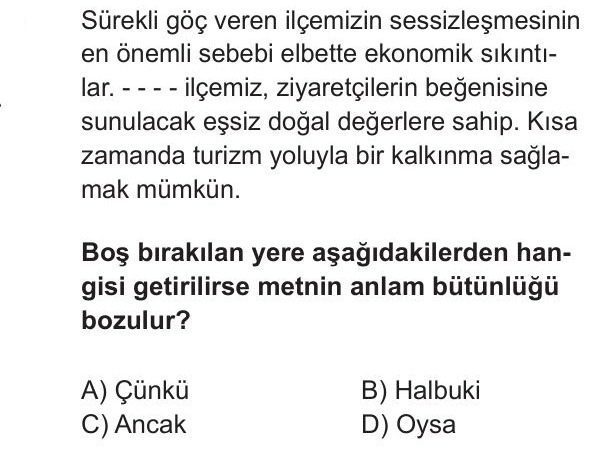 Sürekli göç veren ilçemizin sessizleşmesinin
en önemli sebebi elbette ekonomik sıkıntı-
lar. - - - - ilçemiz, ziyaretçilerin beğenisine
sunulacak eşsiz doğal değerlere sahip. Kısa
zamanda turizm yoluyla bir kalkınma sağla-
mak mümkün.
Boş bırakılan yere aşağıdakilerden han-
gisi getirilirse metnin anlam bütünlüğü
bozulur?
A) Çünkü B) Halbuki
C) Ancak D) Oysa